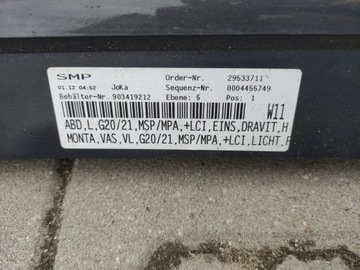 SMP Order-Nr. 29533711
01.12 04:52 JoKa Sequenz-Nr. 0004455749
Behälter-Nr. 903419212 Ebene: 5 Pos: 1
W11
ABD,L,G20/21,MSP/MPA,+LCI,EINS,DRAVIT,H
MONTA,VAS,VL,G20/21,MSP/MPA,+LCI,LICHT,F